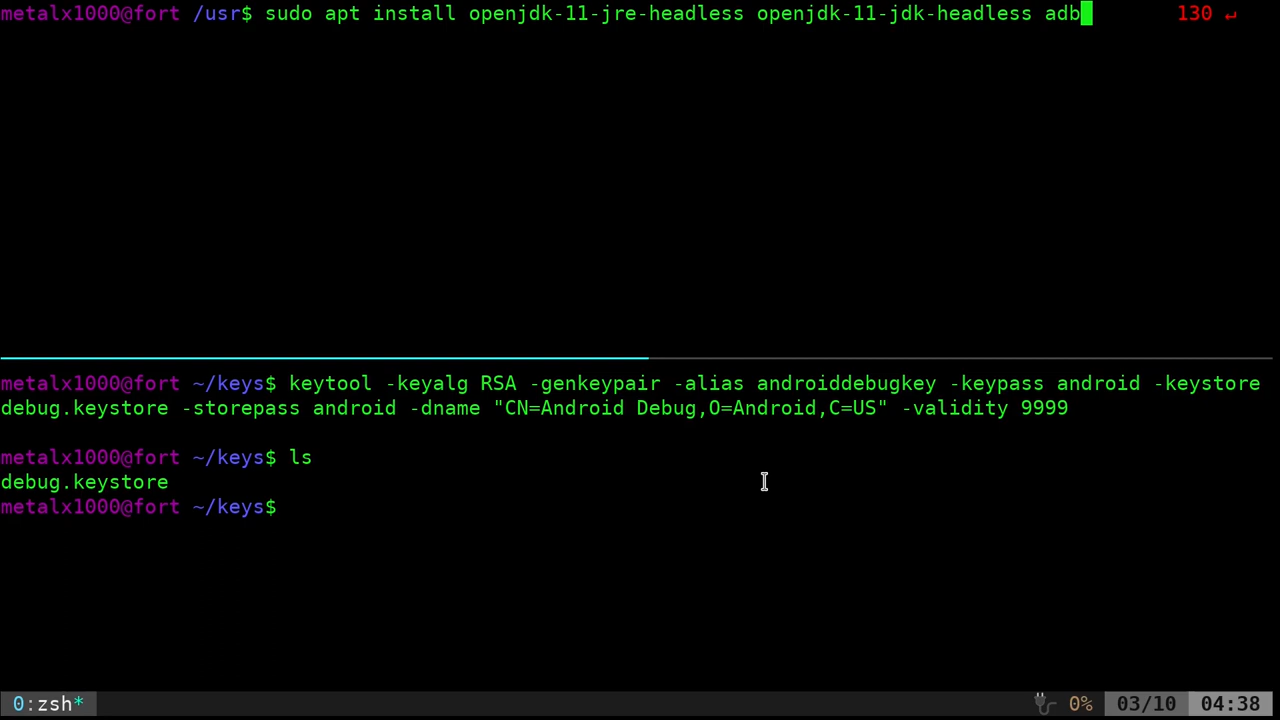 metalx1000@fort /usr$ sudo apt install openjdk-11-jre-headless openjdk-11-jdk-headless adb 130 ↵
metalx1000@fort ~/keys$ keytool -keyalg RSA -genkeypair -alias androiddebugkey -keypass android -keystore
debug.keystore -storepass android -dname "CN=Android Debug,O=Android,C=US" -validity 9999
metalx1000@fort ~/keys$ ls
debug.keystore
metalx1000@fort ~/keys$
0:zsh* 0% 03/10 04:38